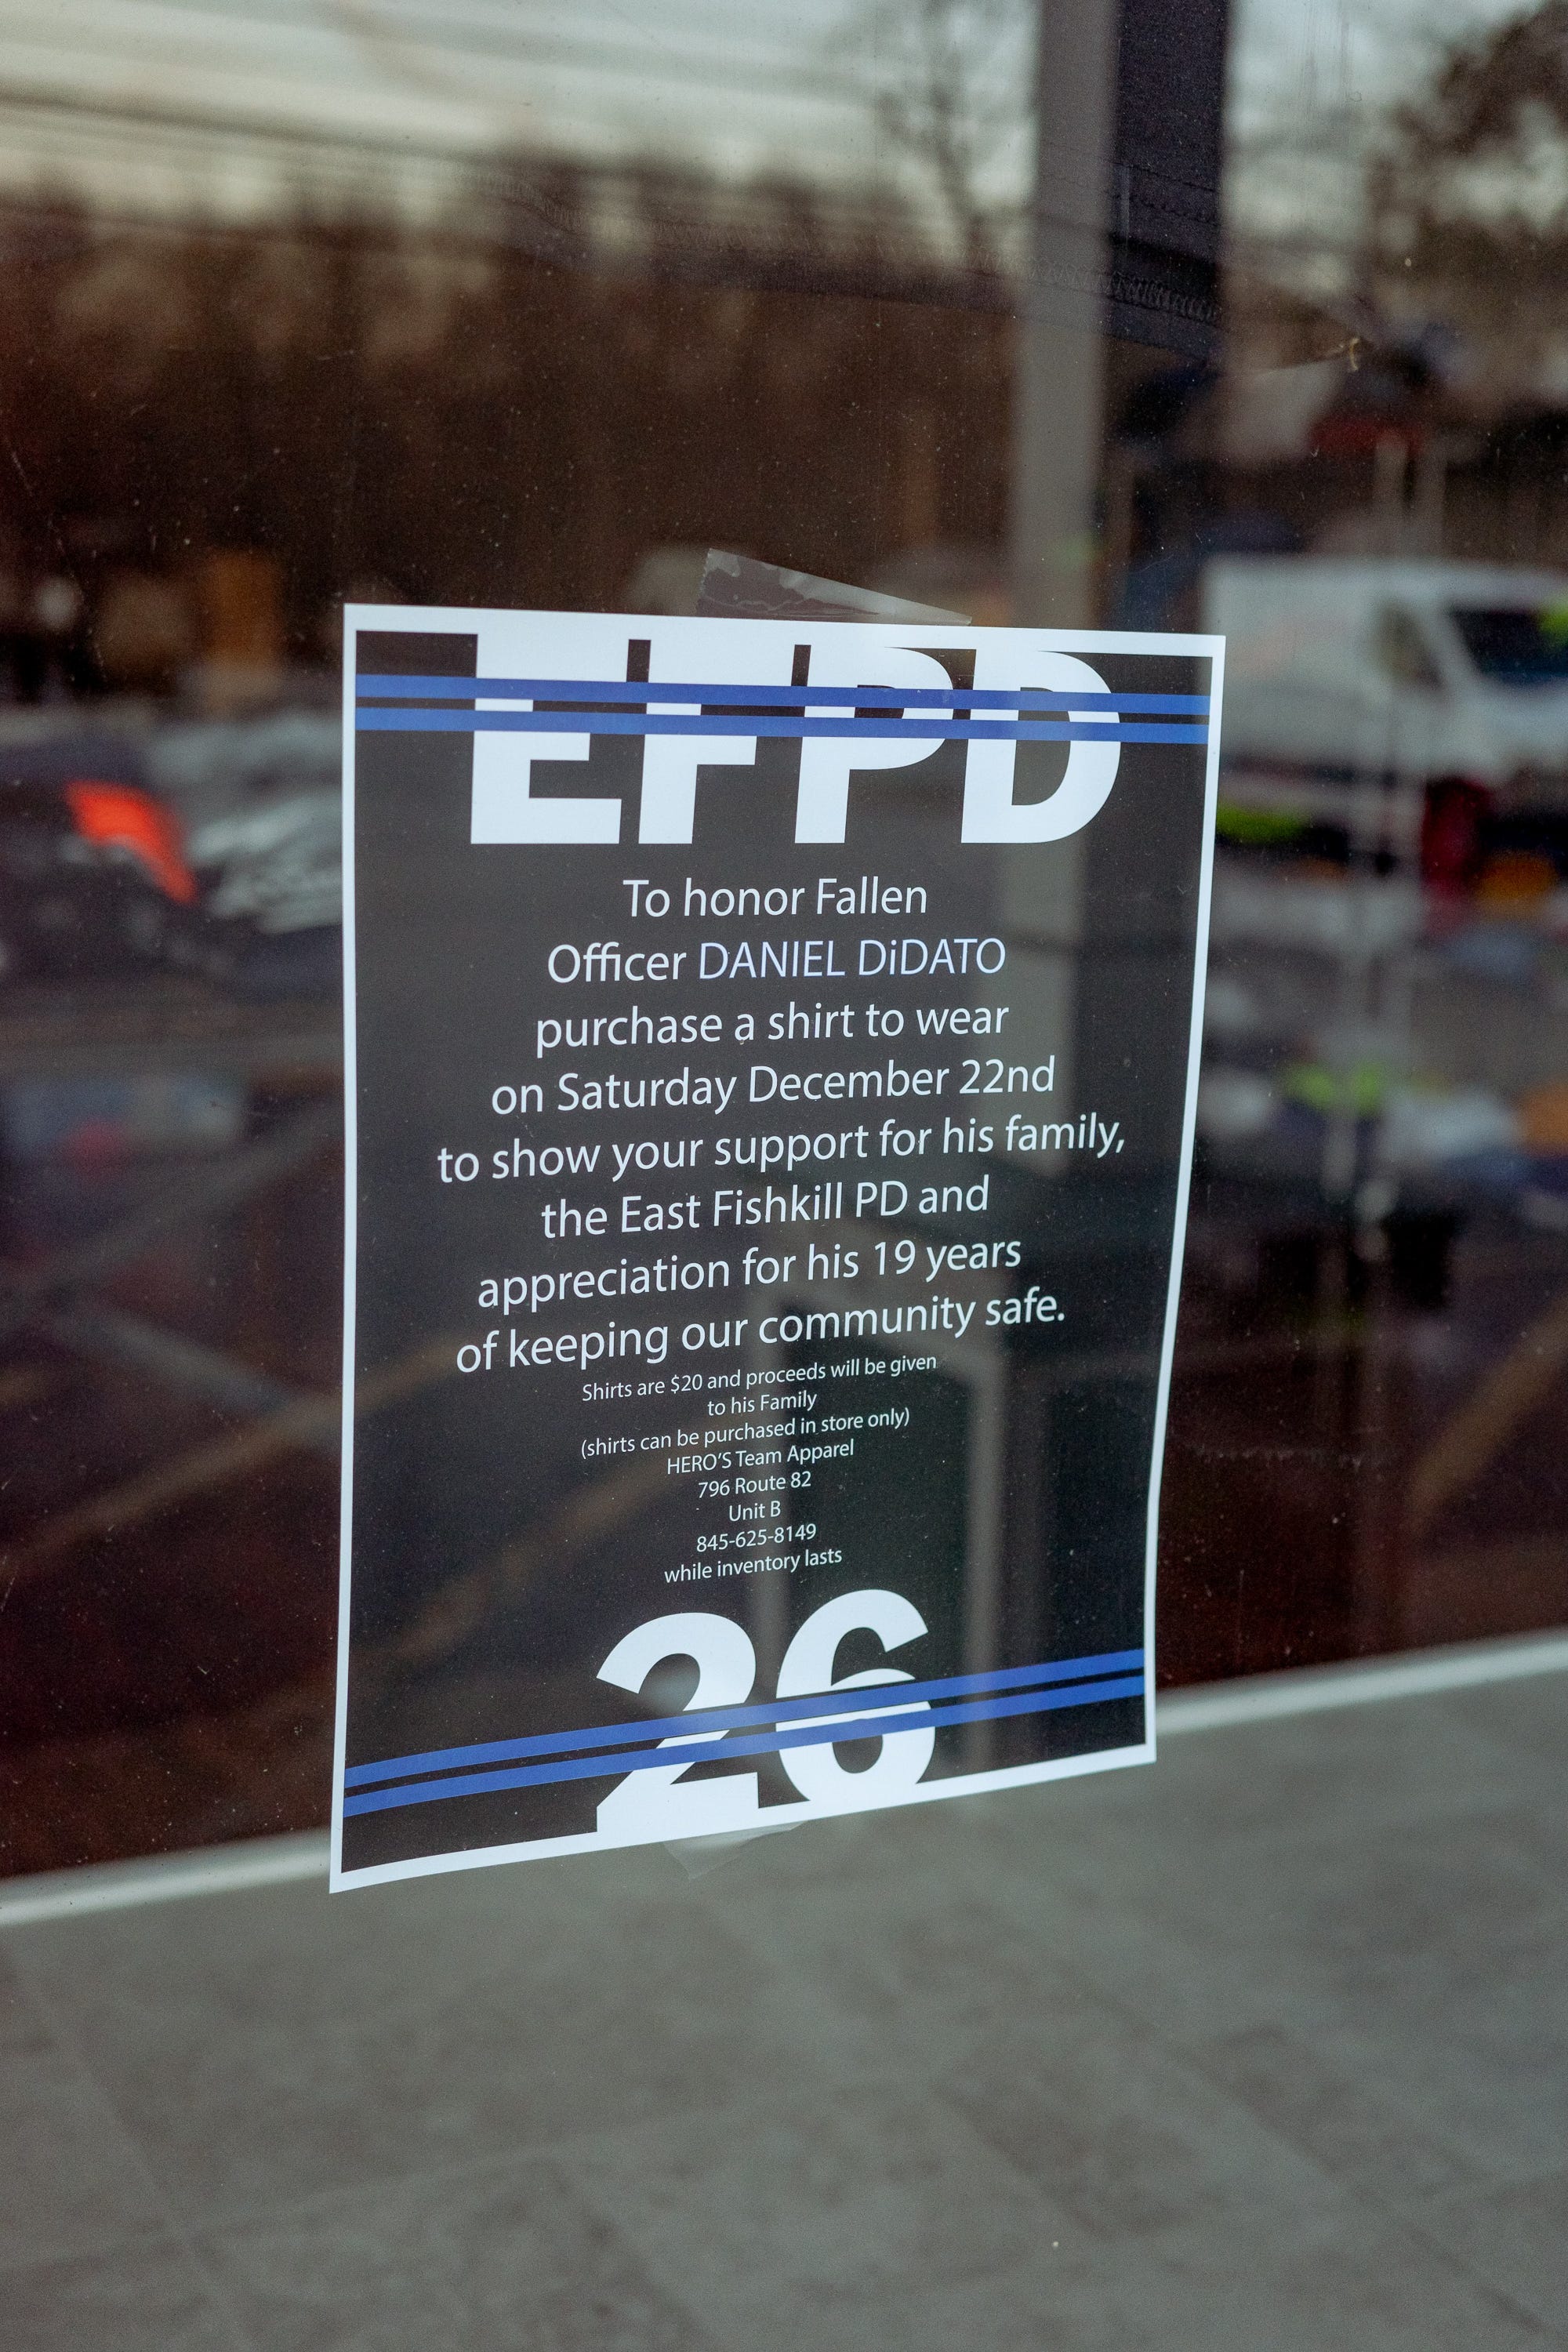 EFPD
To honor Fallen
Officer DANIEL DiDATO
purchase a shirt to wear
on Saturday December 22nd
to show your support for his family,
the East Fishkill PD and
appreciation for his 19 years
of keeping our community safe.
Shirts are $20 and proceeds will be given
to his Family
(shirts can be purchased in store only)
HERO'S Team Apparel
796 Route 82
Unit B
845-625-8149
while inventory lasts
26